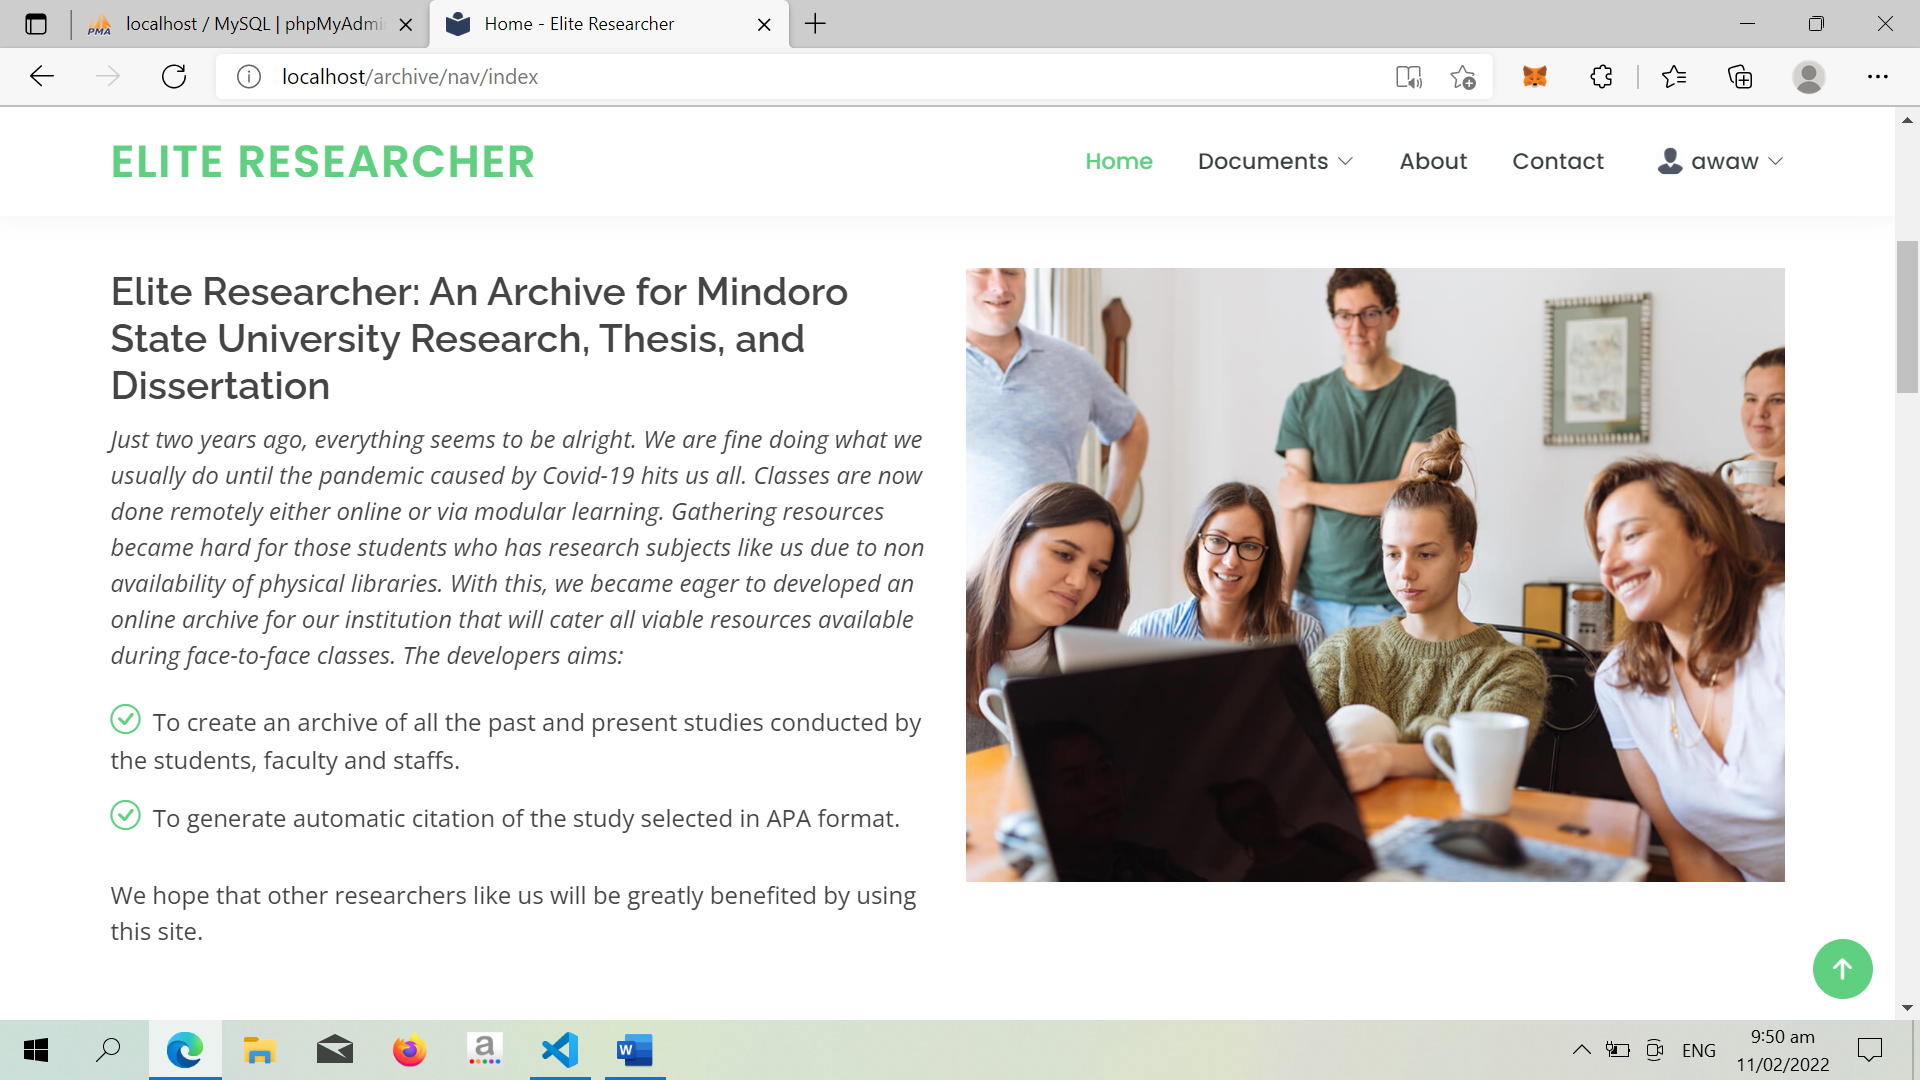 localhost / MySQL | phpMyAdmi
Home - Elite Researcher
localhost/archive/nav/index
ELITE RESEARCHER
Home
Documents
About
Contact
awaw
Elite Researcher: An Archive for Mindoro
State University Research, Thesis, and
Dissertation
Just two years ago, everything seems to be alright. We are fine doing what we
usually do until the pandemic caused by Covid-19 hits us all. Classes are now
done remotely either online or via modular learning. Gathering resources
became hard for those students who has research subjects like us due to non
availability of physical libraries. With this, we became eager to developed an
online archive for our institution that will cater all viable resources available
during face-to-face classes. The developers aims:
To create an archive of all the past and present studies conducted by
the students, faculty and staffs.
To generate automatic citation of the study selected in APA format.
We hope that other researchers like us will be greatly benefited by using
this site.
ENG
9:50 am
11/02/2022